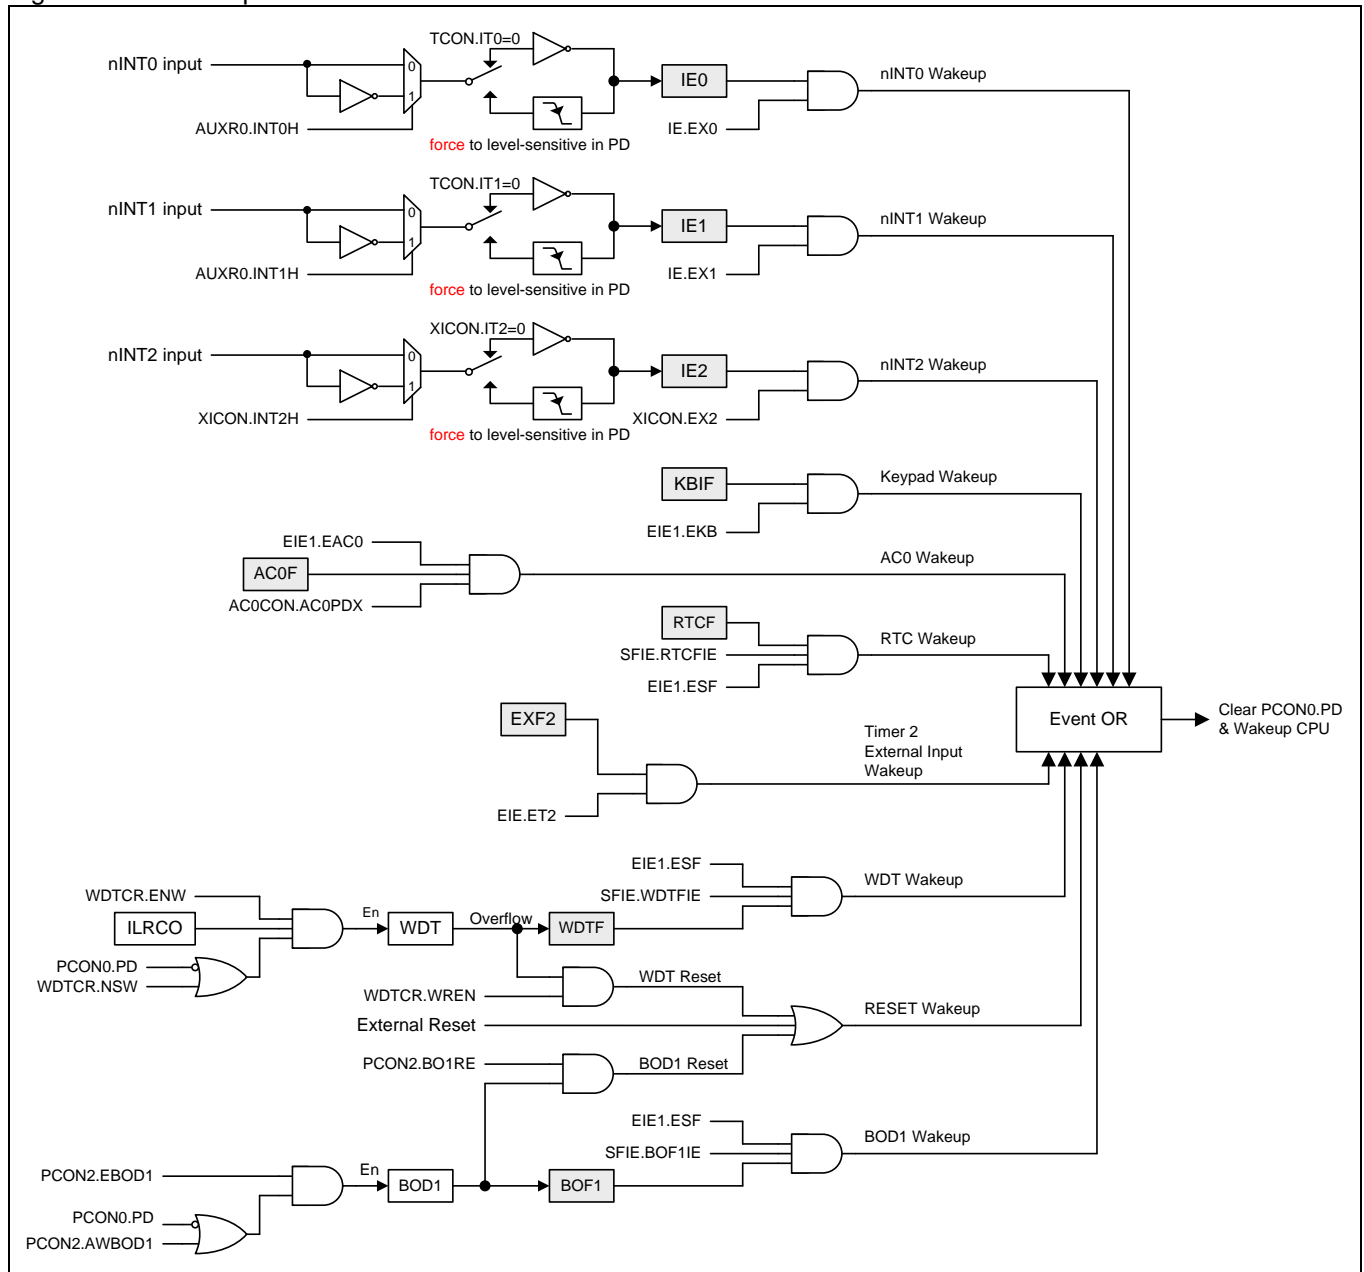 nINT0 input
0
1
AUXR0.INT0H
TCON.IT0=0
force to level-sensitive in PD
IE0
IE.EX0
nINT0 Wakeup
nINT1 input
0
1
AUXR0.INT1H
TCON.IT1=0
force to level-sensitive in PD
IE1
IE.EX1
nINT1 Wakeup
nINT2 input
0
1
XICON.INT2H
XICON.IT2=0
force to level-sensitive in PD
IE2
XICON.EX2
nINT2 Wakeup
KBIF
EIE1.EKB
Keypad Wakeup
EIE1.EAC0
AC0F
AC0CON.AC0PDX
AC0 Wakeup
RTCF
SFIE.RTCFIE
EIE1.ESF
RTC Wakeup
Event OR
Clear PCON0.PD
& Wakeup CPU
EXF2
EIE.ET2
Timer 2
External Input
Wakeup
WDTCR.ENW
ILRCO
PCON0.PD
WDTCR.NSW
En
WDT
Overflow
WDTF
EIE1.ESF
SFIE.WDTFIE
WDT Wakeup
WDTCR.WREN
WDT Reset
External Reset
RESET Wakeup
PCON2.BO1RE
BOD1 Reset
EIE1.ESF
SFIE.BOF1IE
BOD1 Wakeup
PCON2.EBOD1
PCON0.PD
PCON2.AWBOD1
En
BOD1
BOF1